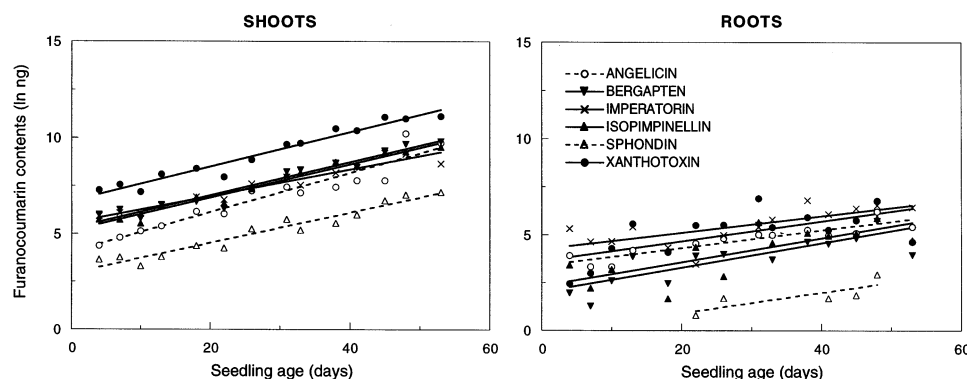 SHOOTS
Furanocoumarin contents (ln ng)
15
10
5
0
0 20 40 60
Seedling age (days)
ROOTS
15
10
5
0
ANGELICIN
BERGAPTEN
IMPERATORIN
ISOPIMPINELLIN
SPHONDIN
XANTHOTOXIN
0 20 40 60
Seedling age (days)